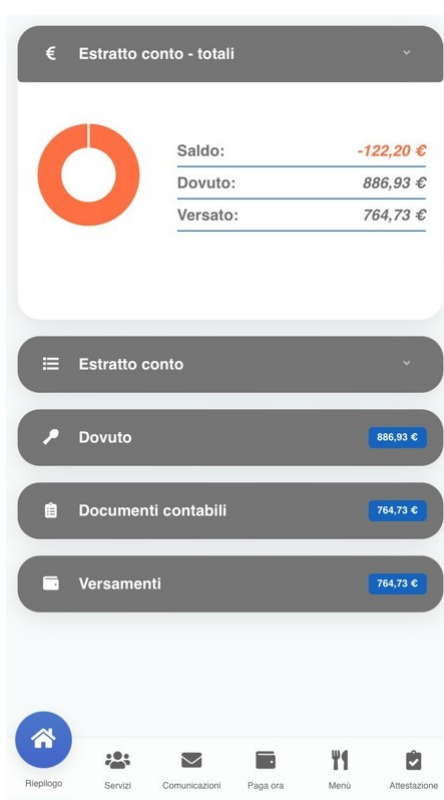 € Estratto conto - totali
Saldo: -122,20 €
Dovuto: 886,93 €
Versato: 764,73 €
Estratto conto
Dovuto 886,93 €
Documenti contabili 764,73 €
Versamenti 764,73 €
Riepilogo Servizi Comunicazioni Paga ora Menù Attestazione